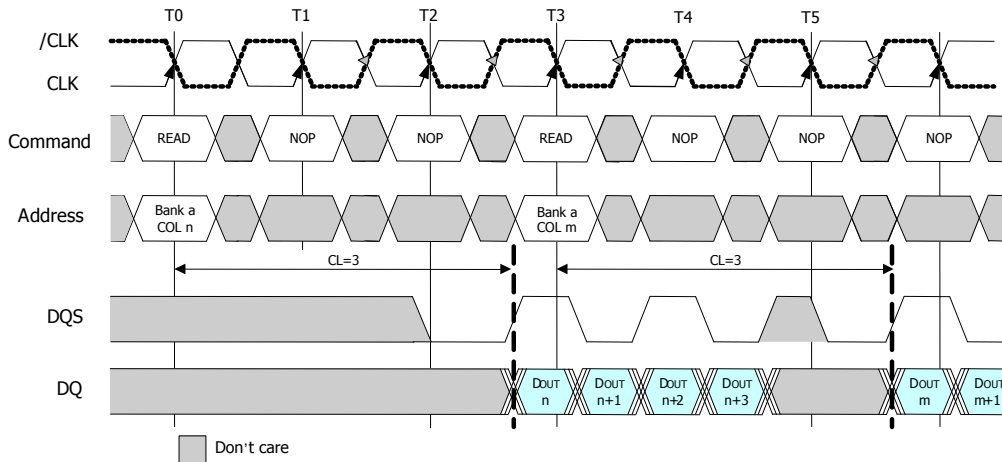 T0 T1 T2 T3 T4 T5
/CLK
CLK
Command READ NOP NOP READ NOP NOP NOP
Address Bank a Bank a
COL n COL m
CL=3 CL=3
DQS
DQ DOUT DOUT DOUT DOUT DOUT DOUT
n n+1 n+2 n+3 m m+1
Don't care